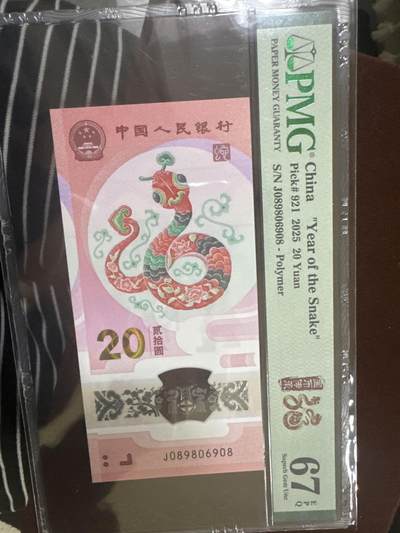 中国人民银行
20
贰拾圆
J089806908
PMG
PAPER MONEY GUARANTY
China "Year of the Snake"
Pick# 921 2025 20 Yuan
S/N J089806908 - Polymer
67 EPQ
Superb Gem Unc